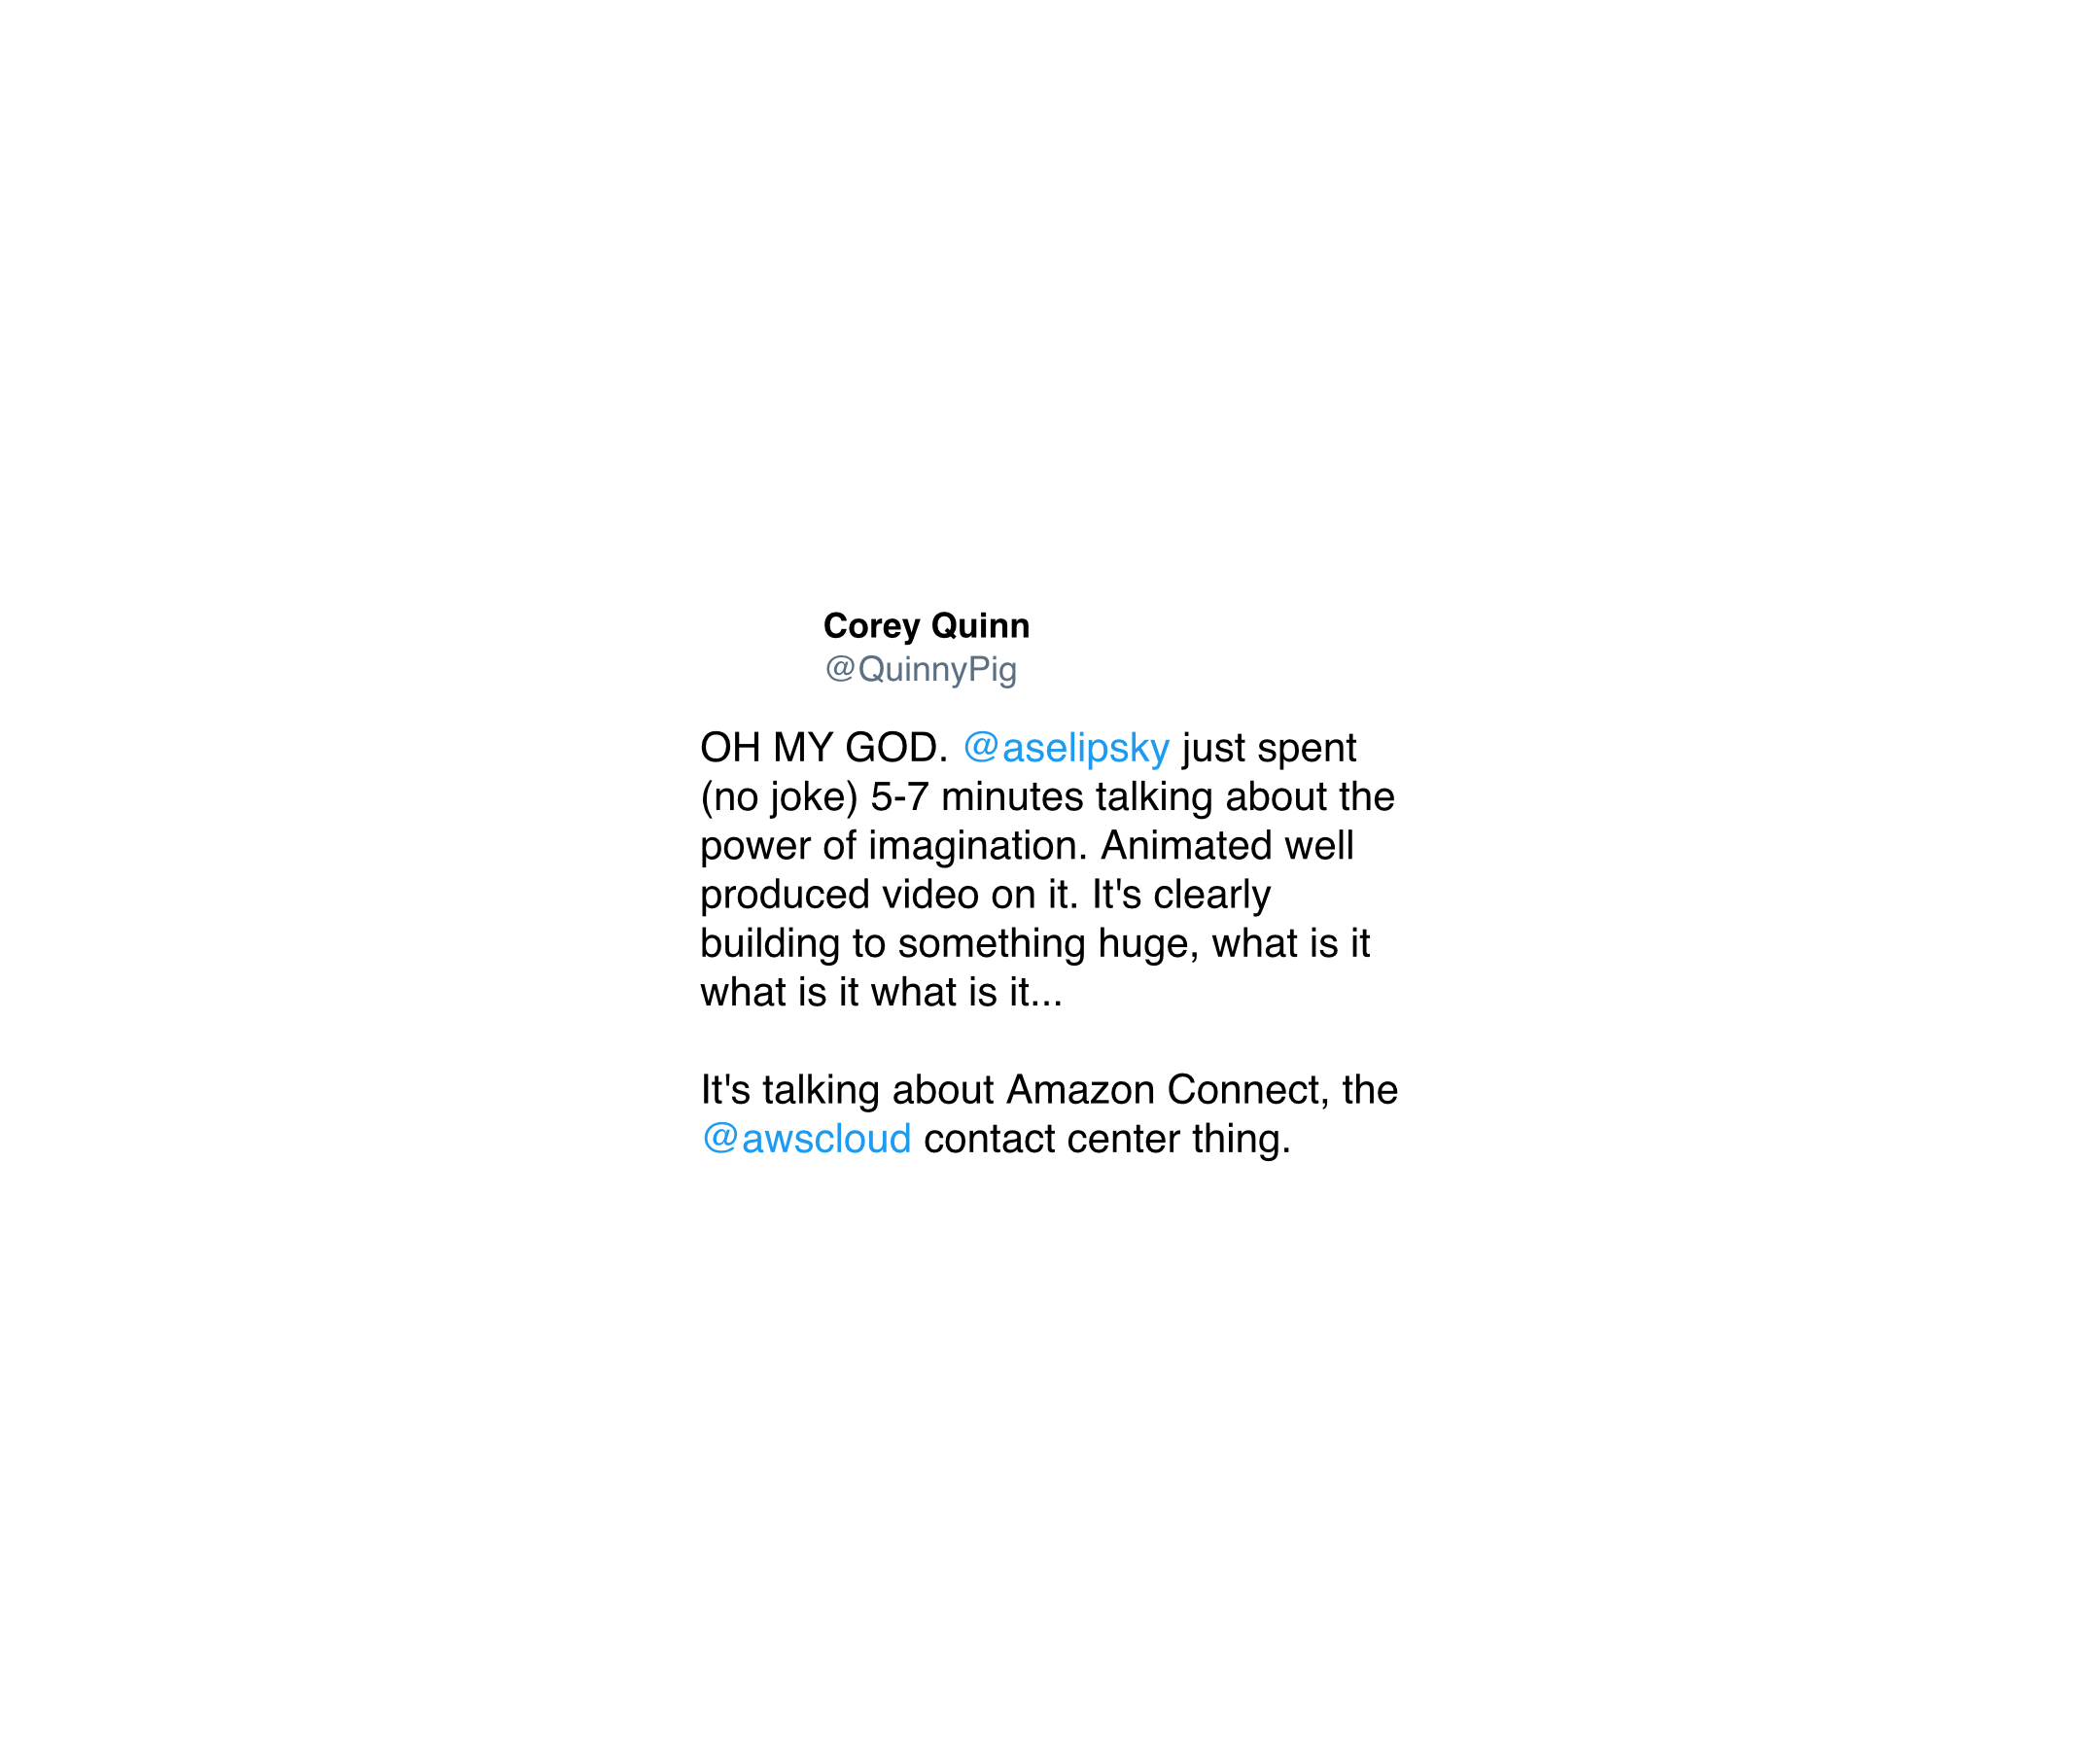 Corey Quinn
@QuinnyPig
OH MY GOD. @aselipsky just spent
(no joke) 5-7 minutes talking about the
power of imagination. Animated well
produced video on it. It's clearly
building to something huge, what is it
what is it what is it...
It's talking about Amazon Connect, the
@awscloud contact center thing.